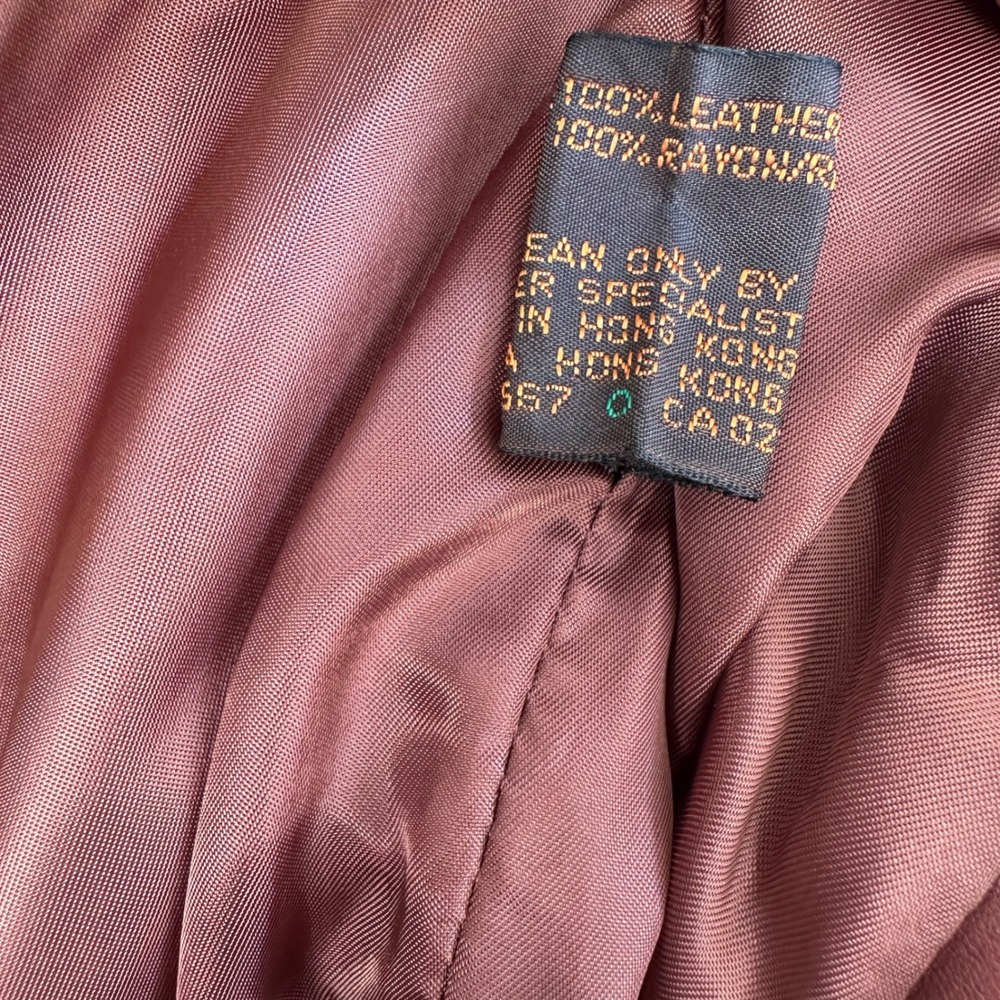 100% LEATHER
100% RAYON/R
EAN ONLY BY
ER SPECIALIST
IN HONG KONG
A HONG KONG
567 0 CA 02